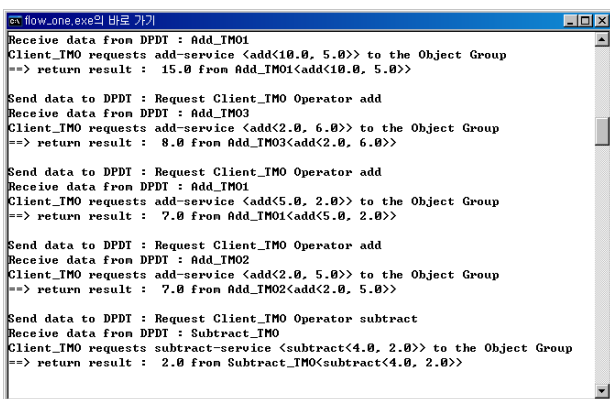 flow_one.exe의 바로 가기
Receive data from DPDT : Add_TMO1
Client_TMO requests add-service <add<10.0, 5.0>> to the Object Group
==> return result :  15.0 from Add_TMO1<add<10.0, 5.0>>
Send data to DPDT : Request Client_TMO Operator add
Receive data from DPDT : Add_TMO3
Client_TMO requests add-service <add<2.0, 6.0>> to the Object Group
==> return result :  8.0 from Add_TMO3<add<2.0, 6.0>>
Send data to DPDT : Request Client_TMO Operator add
Receive data from DPDT : Add_TMO1
Client_TMO requests add-service <add<5.0, 2.0>> to the Object Group
==> return result :  7.0 from Add_TMO1<add<5.0, 2.0>>
Send data to DPDT : Request Client_TMO Operator add
Receive data from DPDT : Add_TMO2
Client_TMO requests add-service <add<2.0, 5.0>> to the Object Group
==> return result :  7.0 from Add_TMO2<add<2.0, 5.0>>
Send data to DPDT : Request Client_TMO Operator subtract
Receive data from DPDT : Subtract_TMO
Client_TMO requests subtract-service <subtract<4.0, 2.0>> to the Object Group
==> return result :  2.0 from Subtract_TMO<subtract<4.0, 2.0>>